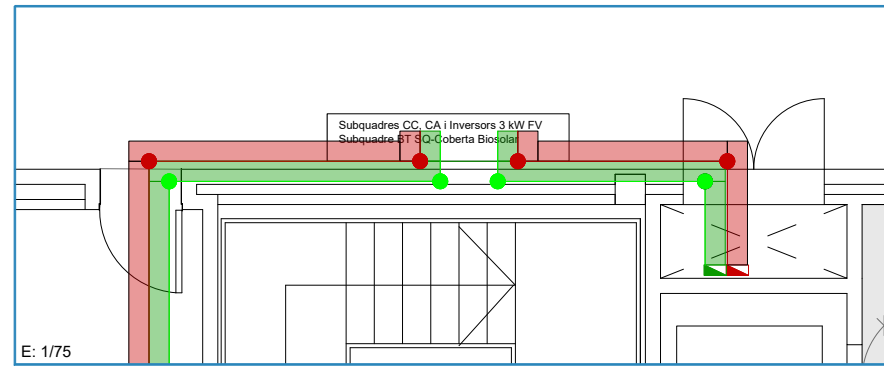 Subquadres CC, CA i Inversors 3 kW FV
Subquadre BT SQ-Coberta Biosolar
E: 1/75